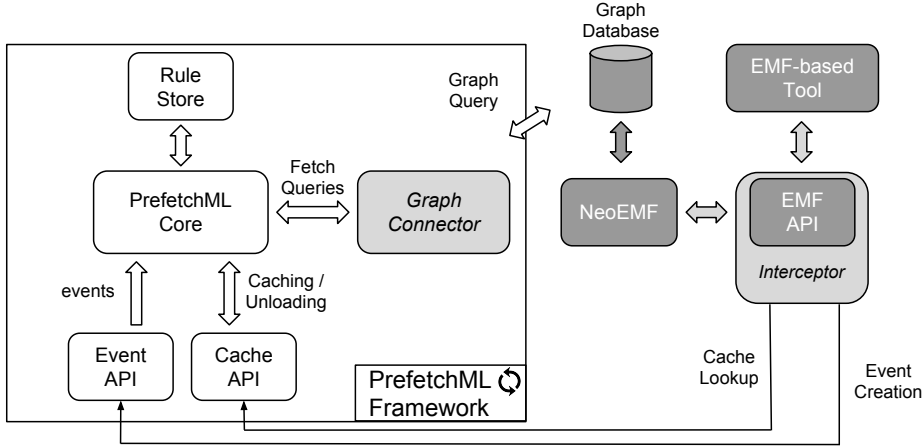 Graph
Database
Rule
Store
Graph
Query
EMF-based
Tool
Fetch
Queries
PrefetchML
Core
Graph
Connector
NeoEMF
EMF
API
Interceptor
events
Caching /
Unloading
Event
API
Cache
API
PrefetchML
Framework
Cache
Lookup
Event
Creation